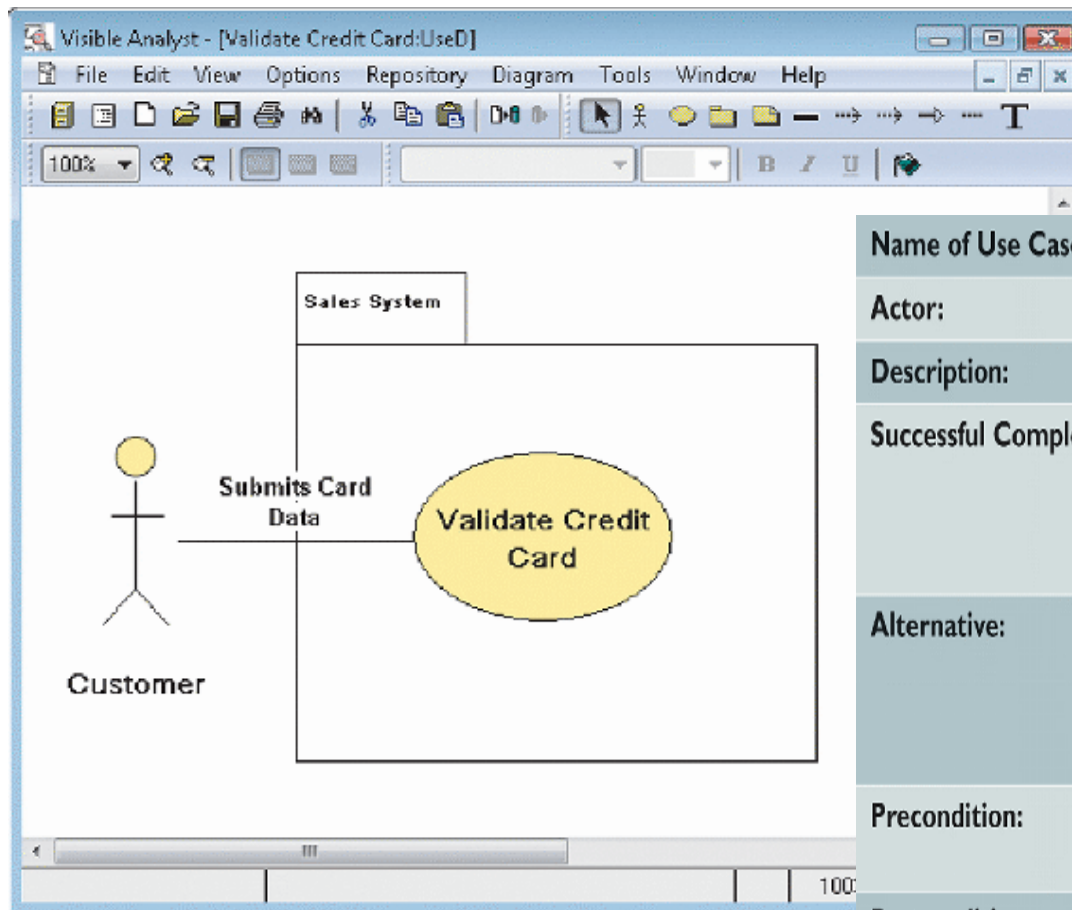 Visible Analyst - [Validate Credit Card:UseD]
File Edit View Options Repository Diagram Tools Window Help
T
100%
B I U
Sales System
Submits Card
Data
Validate Credit
Card
Customer
Name of Use Cas
Actor:
Description:
Successful Compl
Alternative:
Precondition:
100